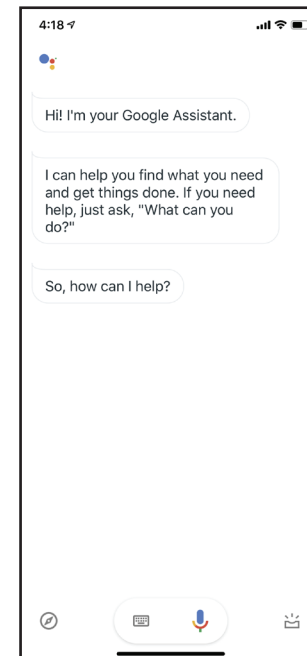 4:18
Hi! I'm your Google Assistant.
I can help you find what you need
and get things done. If you need
help, just ask, "What can you
do?"
So, how can I help?